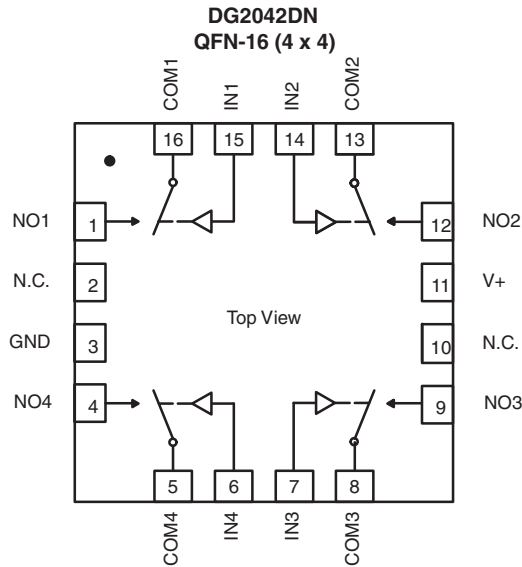 DG2042DN
QFN-16 (4 x 4)
COM1
IN1
IN2
COM2
16
15
14
13
NO1
1
12
NO2
N.C.
2
11
V+
Top View
GND
3
10
N.C.
NO4
4
9
NO3
5
6
7
8
COM4
IN4
IN3
COM3